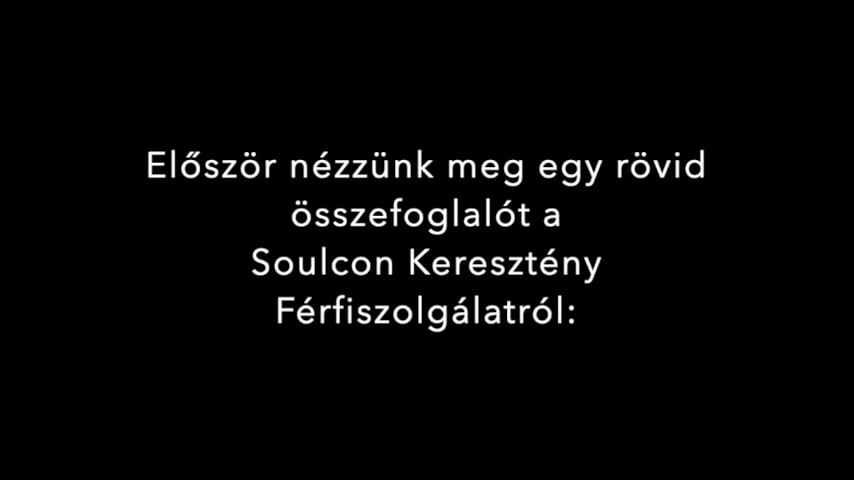 Először nézzünk meg egy rövid
összefoglalót a
Soulcon Keresztény
Férfiszolgálatról: